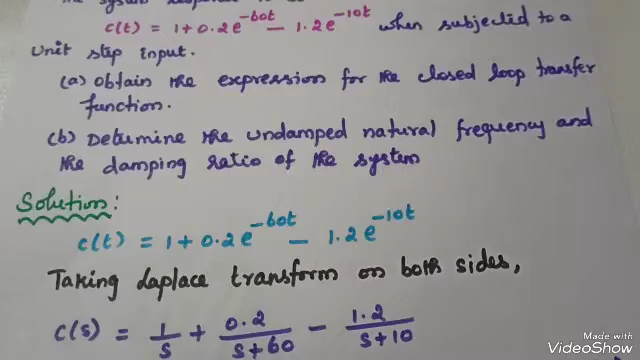 c(t) = 1 + 0.2e^-60t - 1.2e^-10t when subjected to a
unit step input.
(a) obtain the expression for the closed loop transfer
function.
(b) Determine the undamped natural frequency and
the damping ratio of the system
Solution:
c(t) = 1 + 0.2e^-60t - 1.2e^-10t
Taking Laplace transform on both sides,
C(s) = 1/s + 0.2/(s+60) - 1.2/(s+10)
Made with
VideoShow